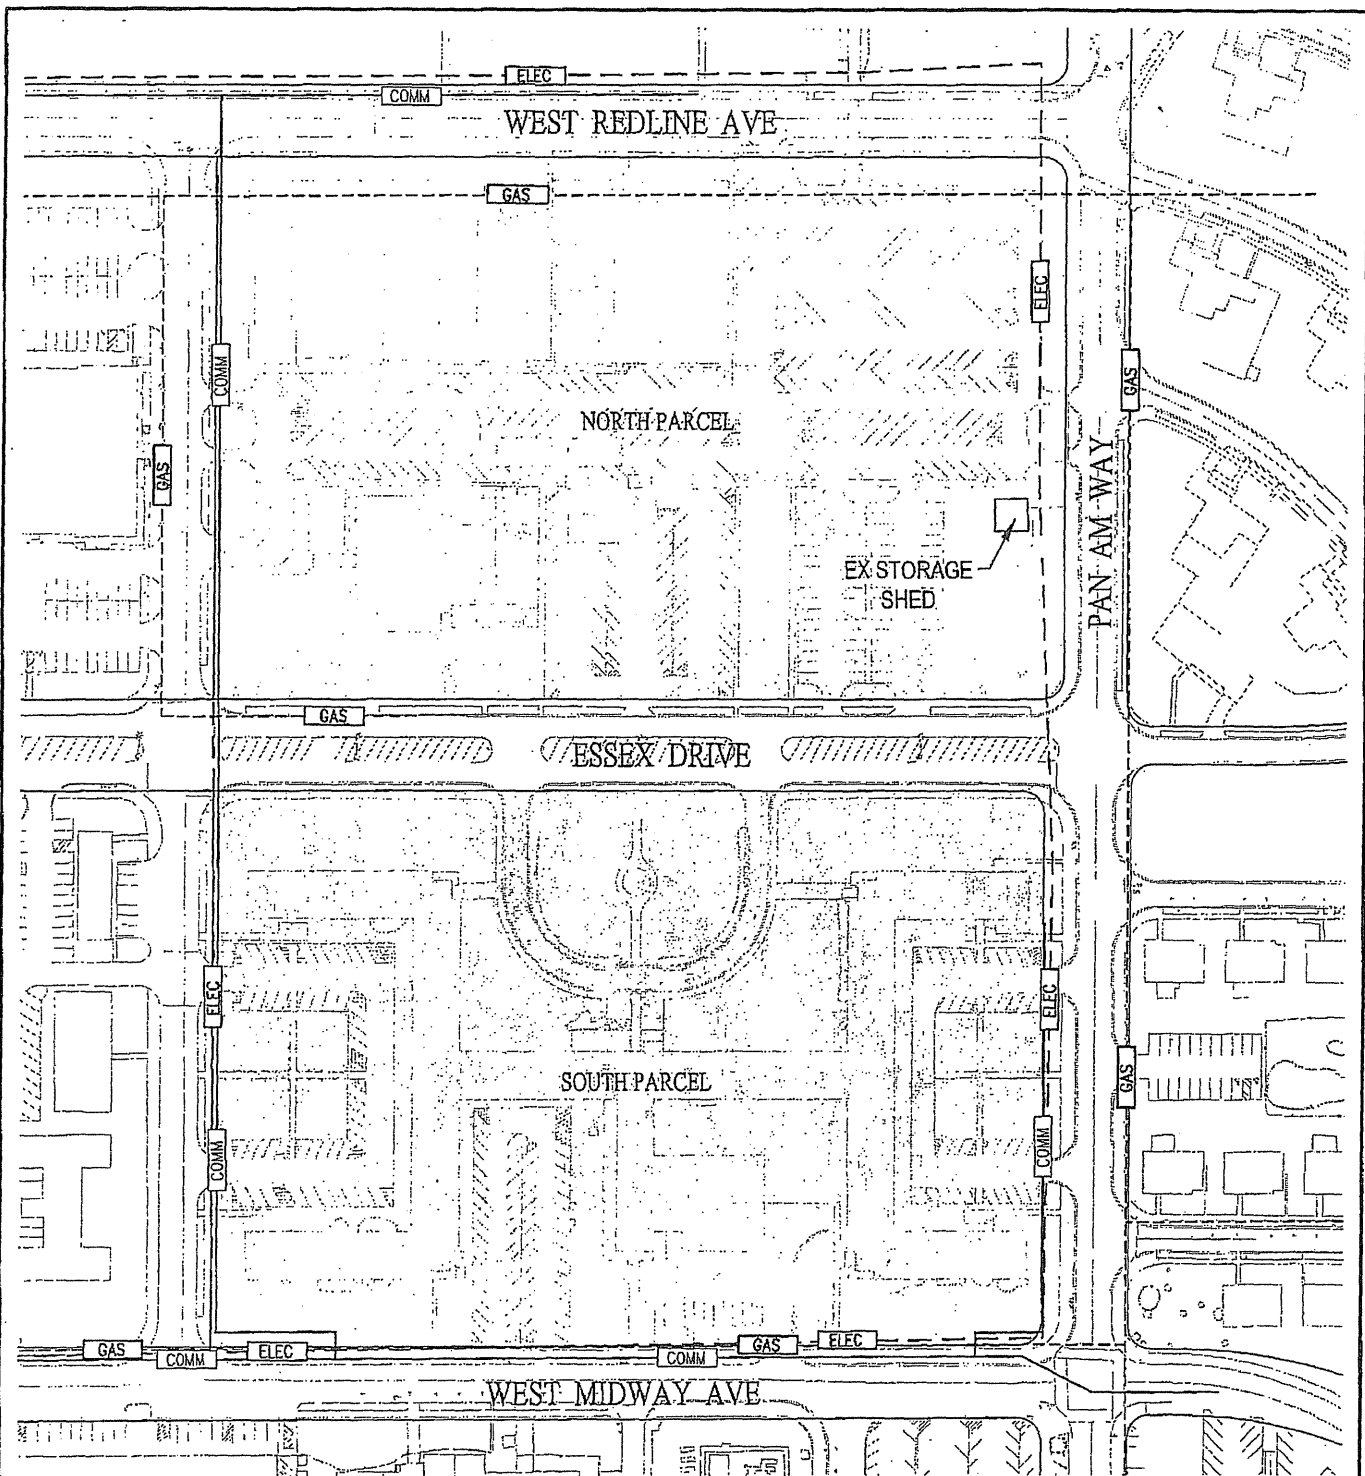 ELEC
COMM
WEST REDLINE AVE
GAS
ELEC
COMM
GAS
NORTH PARCEL
GAS
PAN AM WAY
EX STORAGE
SHED
GAS
ESSEX DRIVE
ELEC
ELEC
GAS
SOUTH PARCEL
COMM
COMM
GAS
COMM
ELEC
COMM
GAS
ELEC
WEST MIDWAY AVE